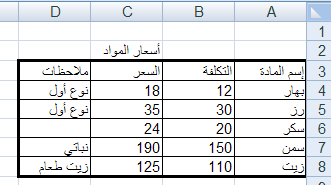 A B C D
1
2 أسعار المواد
3 إسم المادة التكلفة السعر ملاحظات
4 بهار 12 18 نوع أول
5 رز 30 35 نوع أول
6 سكر 20 24
7 سمن 150 190 نباتي
8 زيت 110 125 زيت طعام